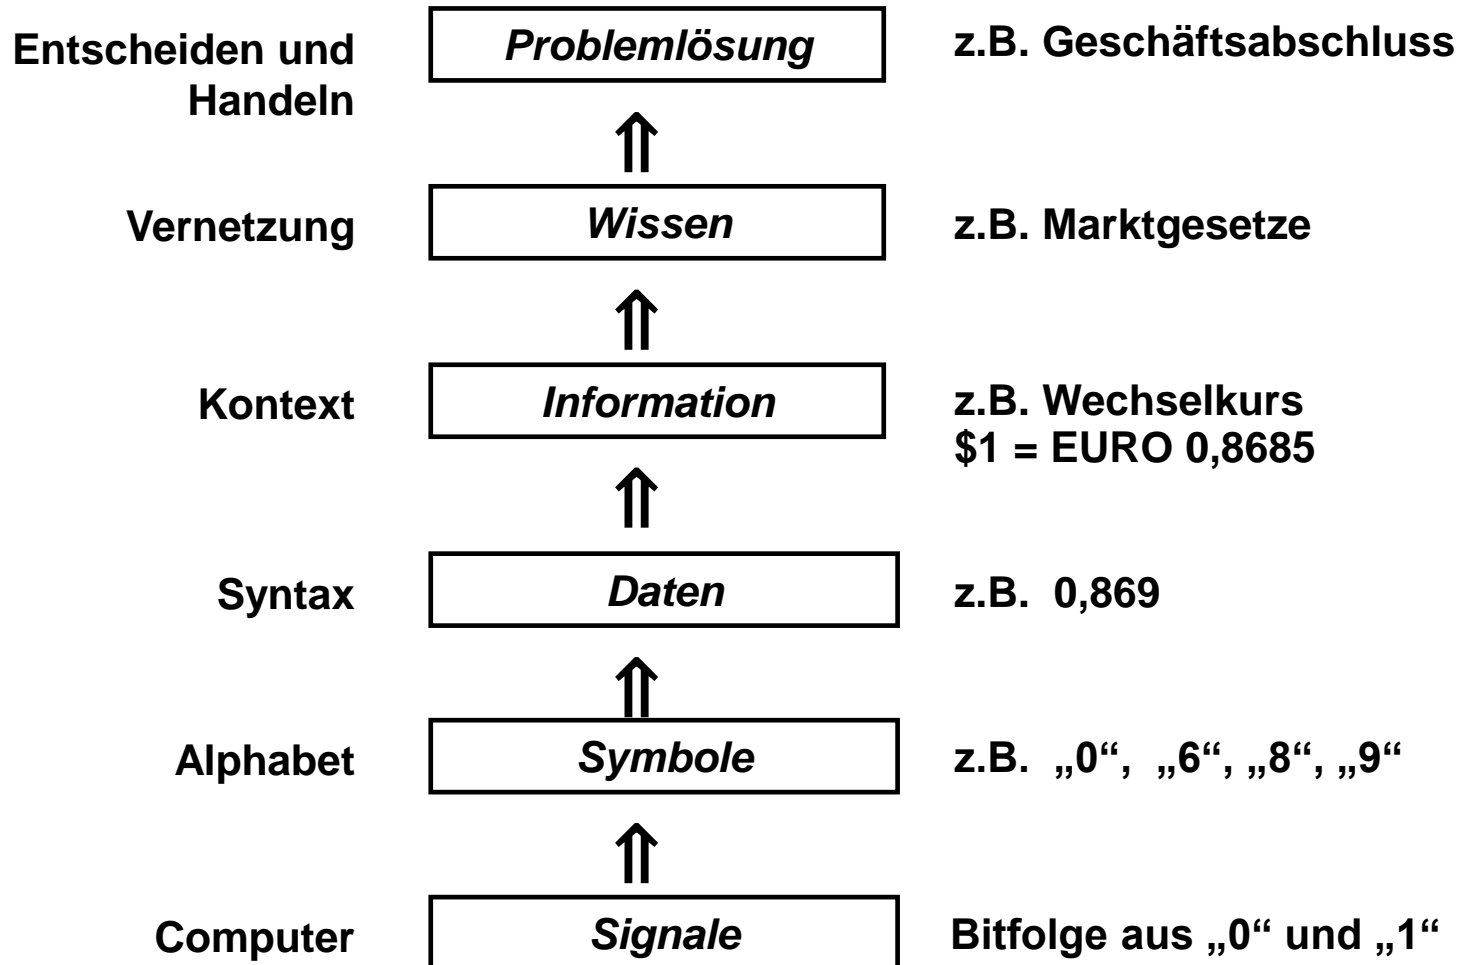 Entscheiden und
Handeln
Problemlösung
z.B. Geschäftsabschluss
Vernetzung
Wissen
z.B. Marktgesetze
Kontext
Information
z.B. Wechselkurs
$1 = EURO 0,8685
Syntax
Daten
z.B.  0,869
Alphabet
Symbole
z.B.  „0“,  „6“, „8“, „9“
Computer
Signale
Bitfolge aus „0“ und „1“